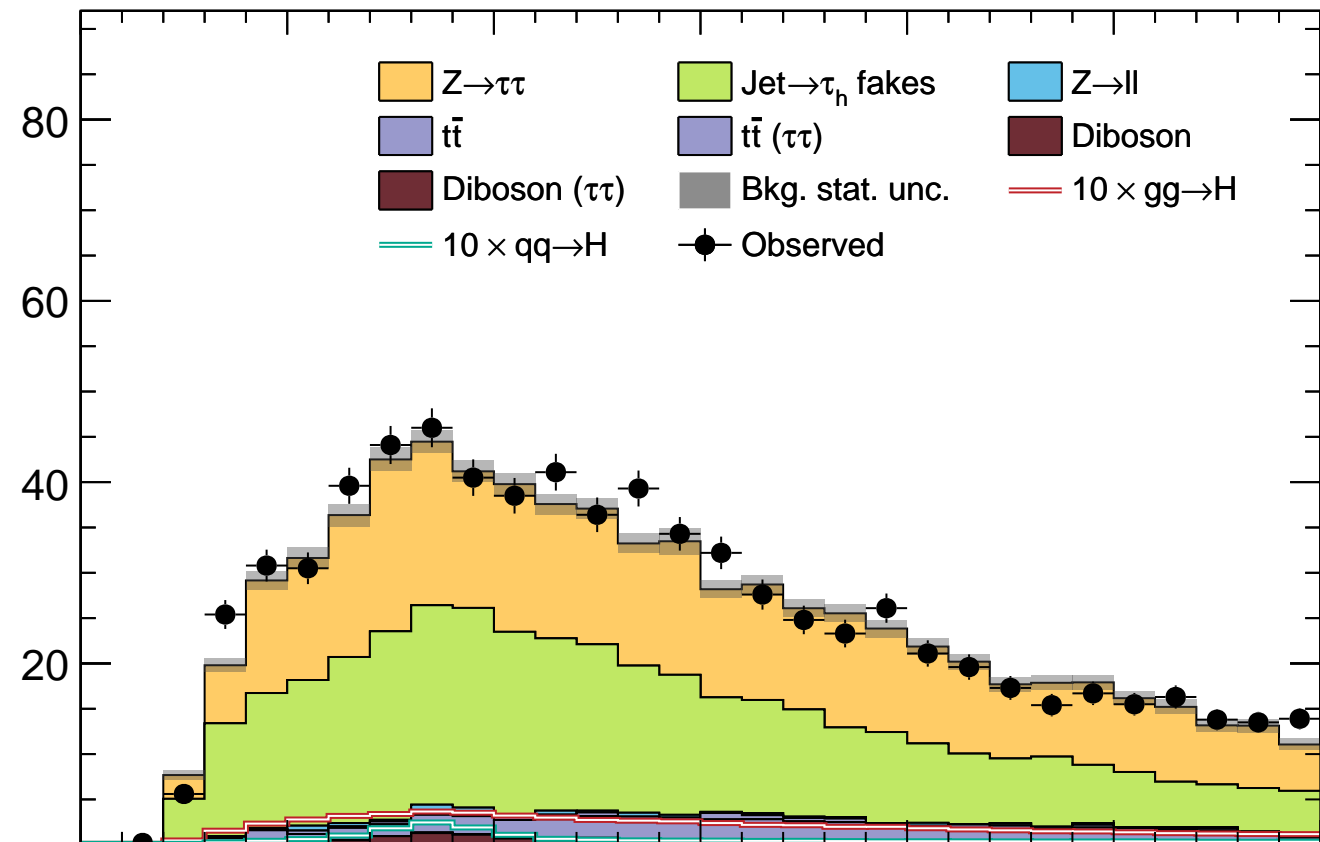 Z→ττ Jet→τh fakes Z→ll
80
tt̄ tt̄ (ττ) Diboson
Diboson (ττ) Bkg. stat. unc. 10 × gg→H
10 × qq→H Observed
60
40
20